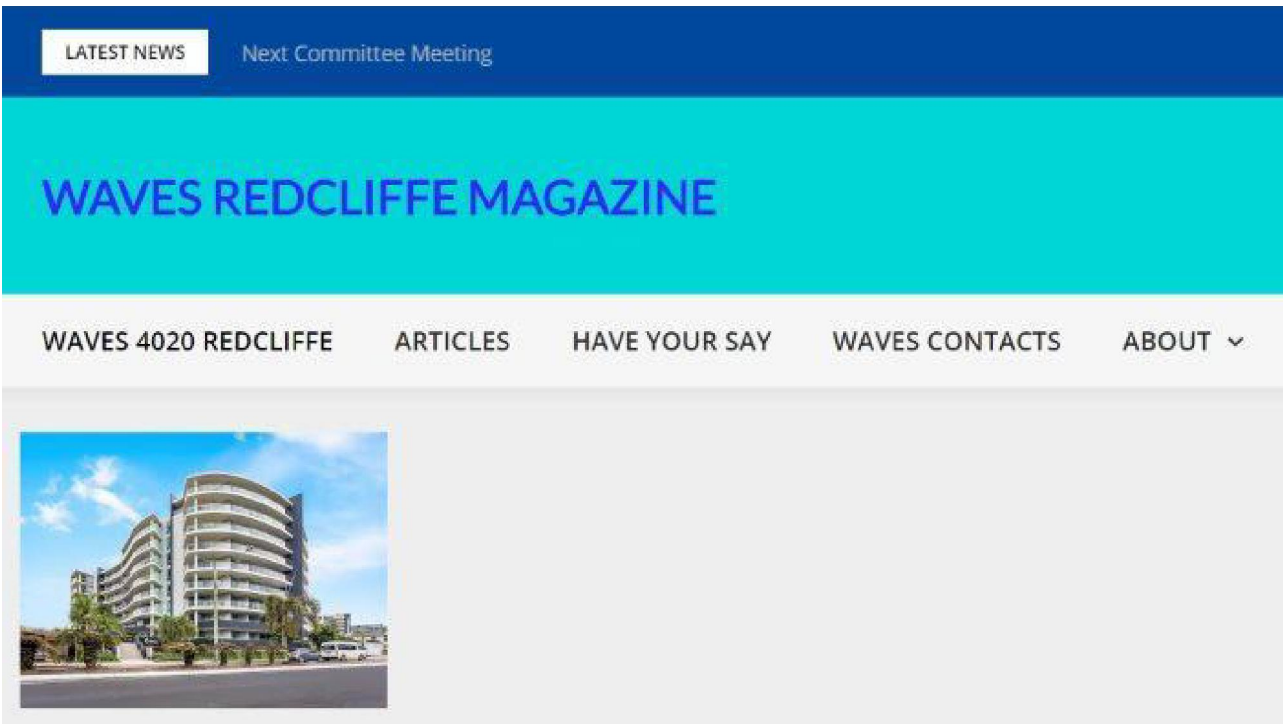 LATEST NEWS Next Committee Meeting
WAVES REDCLIFFE MAGAZINE
WAVES 4020 REDCLIFFE ARTICLES HAVE YOUR SAY WAVES CONTACTS ABOUT